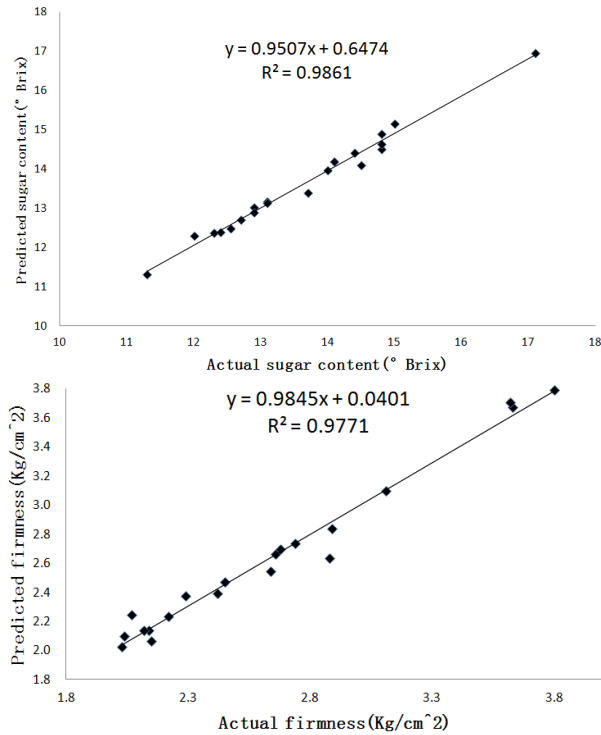 18
17
16
15
14
13
12
11
10
Predicted sugar content(° Brix)
y = 0.9507x + 0.6474
R² = 0.9861
10 11 12 13 14 15 16 17 18
Actual sugar content(° Brix)
3.8
3.6
3.4
3.2
3.0
2.8
2.6
2.4
2.2
2.0
1.8
Predicted firmness(Kg/cm^2)
y = 0.9845x + 0.0401
R² = 0.9771
1.8 2.3 2.8 3.3 3.8
Actual firmness(Kg/cm^2)